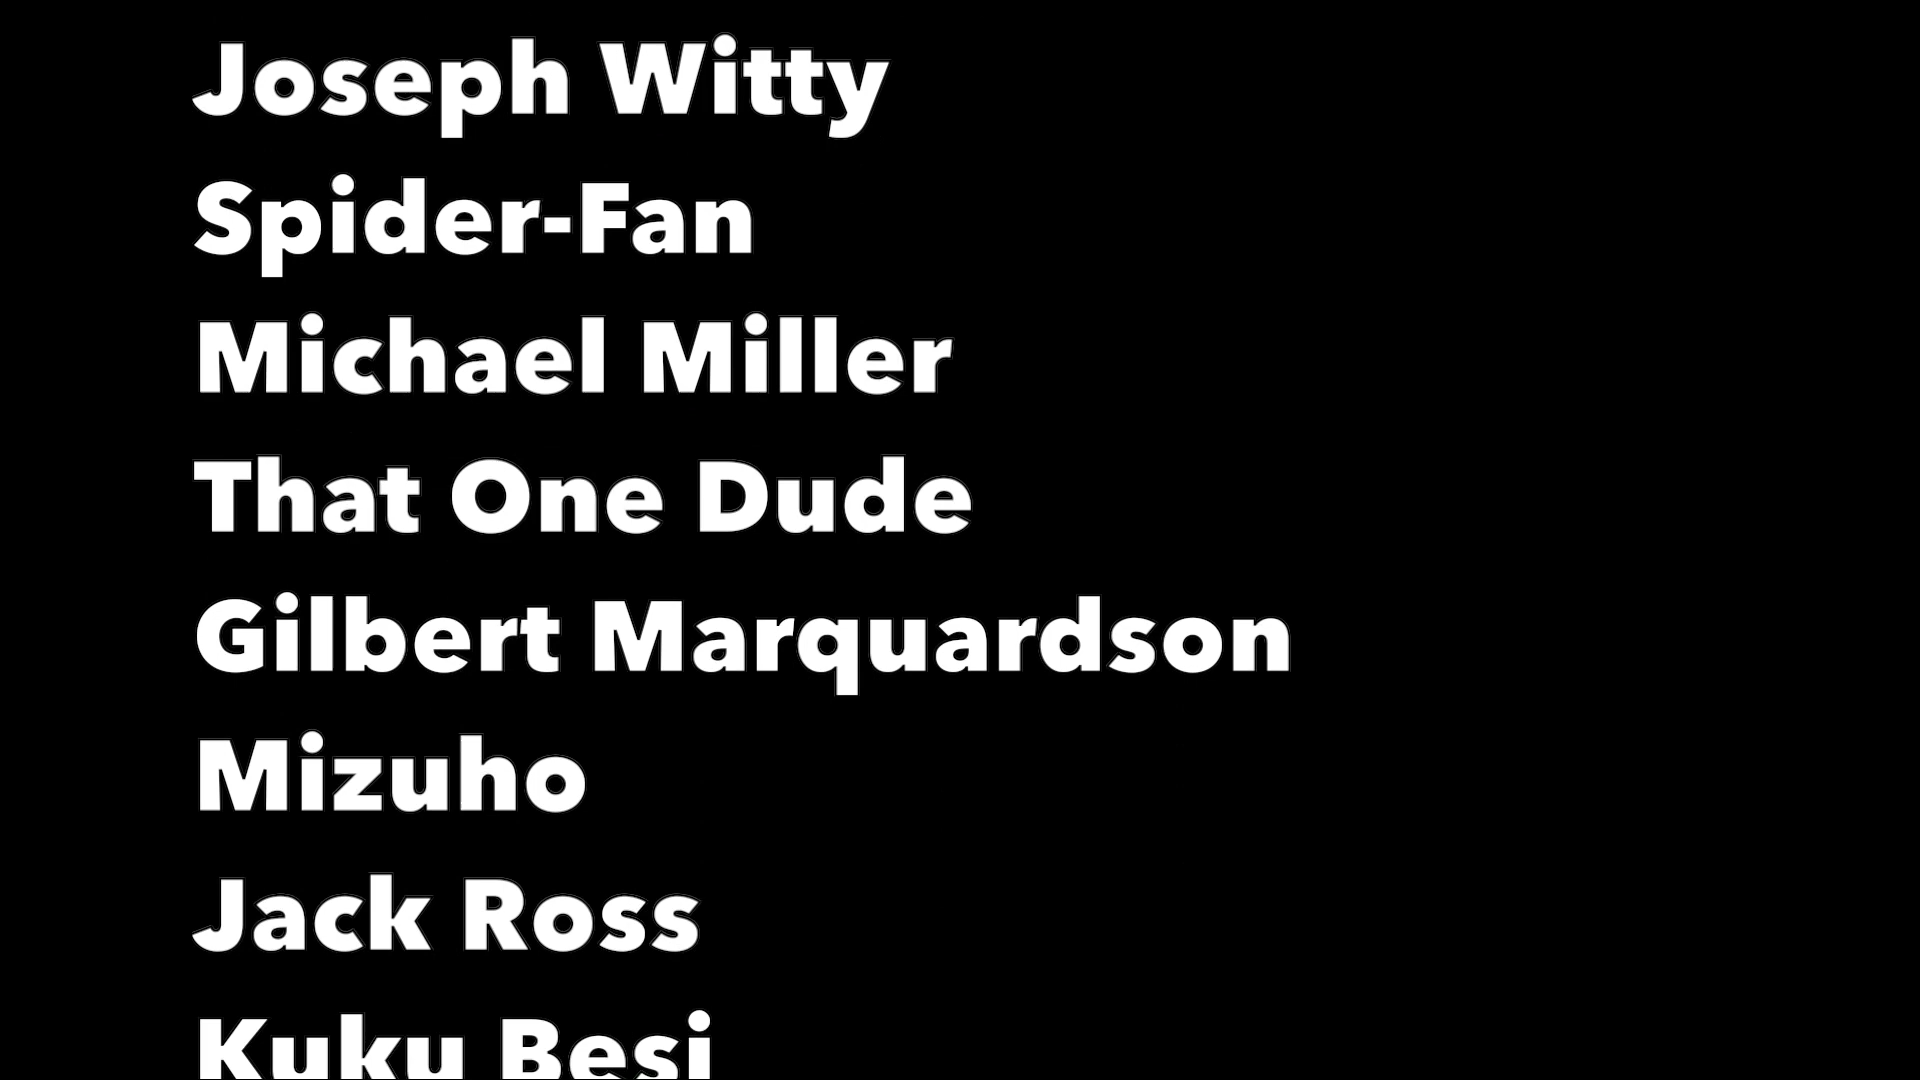 Joseph Witty
Spider-Fan
Michael Miller
That One Dude
Gilbert Marquardson
Mizuho
Jack Ross
Kuku Besi